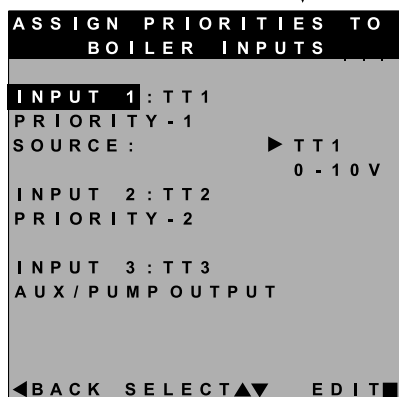 ASSIGN PRIORITIES TO
BOILER INPUTS
INPUT 1:TT1
PRIORITY-1
SOURCE: ▶TT1
0-10V
INPUT 2:TT2
PRIORITY-2
INPUT 3:TT3
AUX/PUMP OUTPUT
◀BACK SELECT▲▼ EDIT■